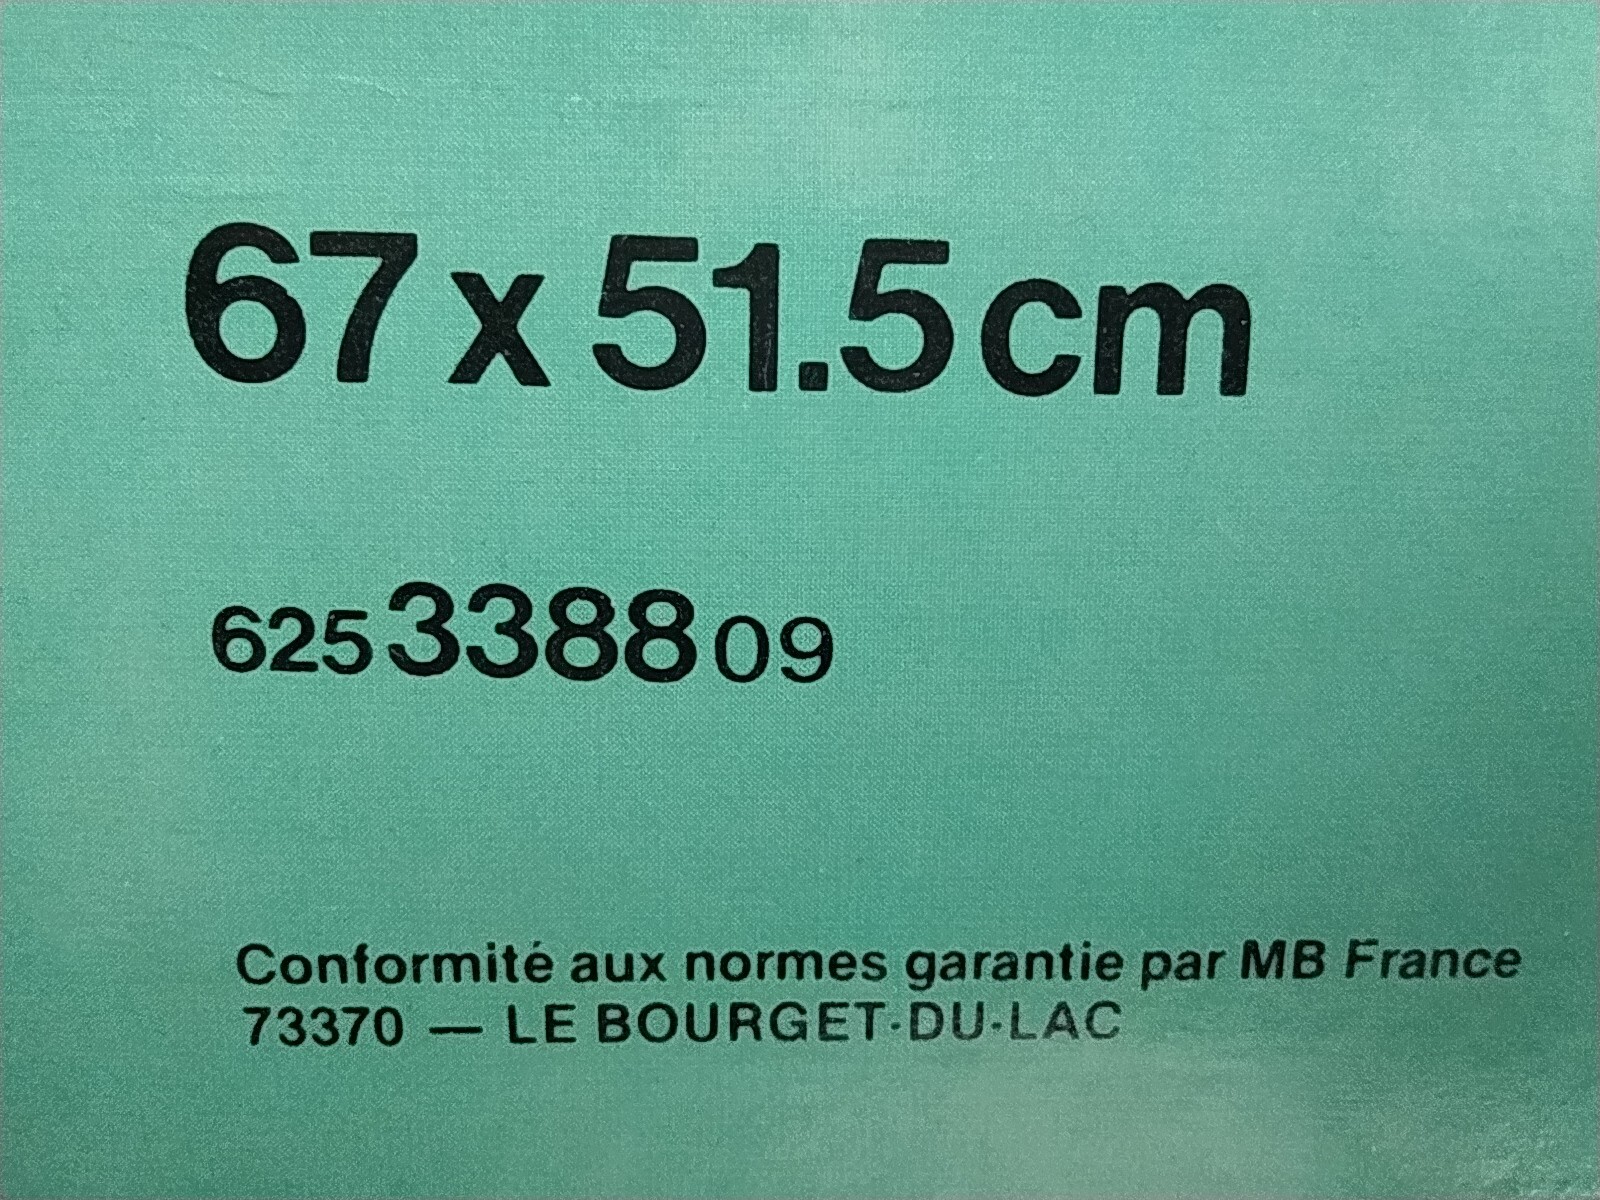 67 x 51.5 cm
625 3388 09
Conformité aux normes garantie par MB France
73370 — LE BOURGET-DU-LAC